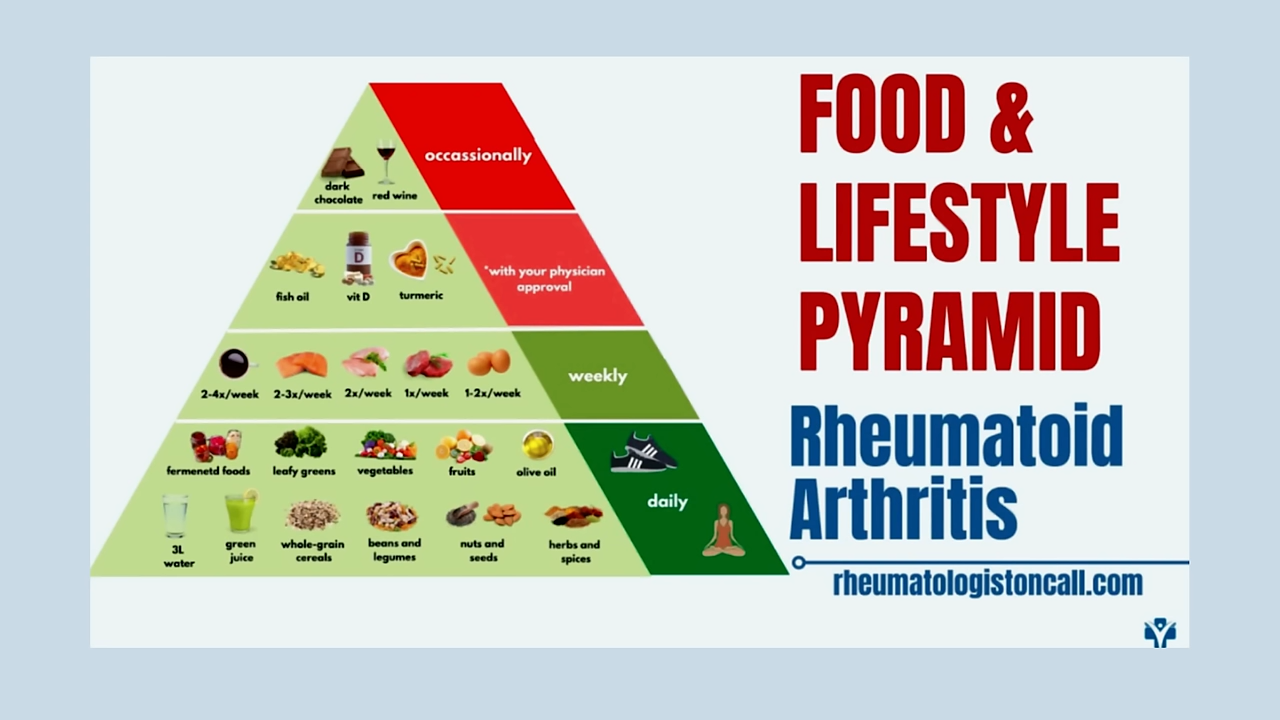 FOOD &
LIFESTYLE
PYRAMID
Rheumatoid
Arthritis
rheumatologistoncall.com
occassionally
dark
chocolate
red wine
*with your physician
approval
fish oil
vit D
turmeric
D
weekly
2-4x/week
2-3x/week
2x/week
1x/week
1-2x/week
daily
fermenetd foods
leafy greens
vegetables
fruits
olive oil
3L
water
green
juice
whole-grain
cereals
beans and
legumes
nuts and
seeds
herbs and
spices